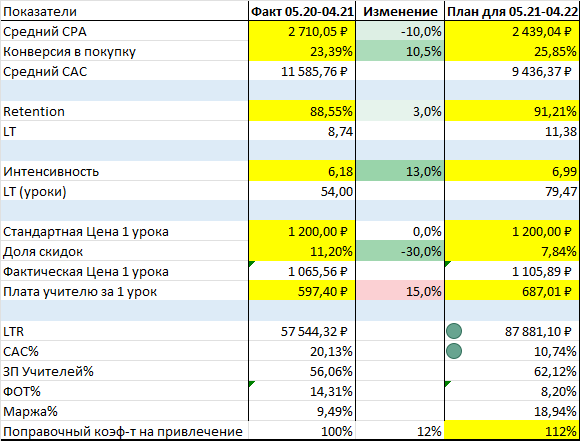 Показатели Факт 05.20-04.21 Изменение План для 05.21-04.22
Средний CPA 2 710,05 ₽ -10,0% 2 439,04 ₽
Конверсия в покупку 23,39% 10,5% 25,85%
Средний CAC 11 585,76 ₽ 9 436,37 ₽
Retention 88,55% 3,0% 91,21%
LT 8,74 11,38
Интенсивность 6,18 13,0% 6,99
LT (уроки) 54,00 79,47
Стандартная Цена 1 урока 1 200,00 ₽ 0,0% 1 200,00 ₽
Доля скидок 11,20% -30,0% 7,84%
Фактическая Цена 1 урока 1 065,56 ₽ 1 105,89 ₽
Плата учителю за 1 урок 597,40 ₽ 15,0% 687,01 ₽
LTR 57 544,32 ₽ 87 881,10 ₽
CAC% 20,13% 10,74%
ЗП Учителей% 56,06% 62,12%
ФОТ% 14,31% 8,20%
Маржа% 9,49% 18,94%
Поправочный коэф-т на привлечение 100% 12% 112%